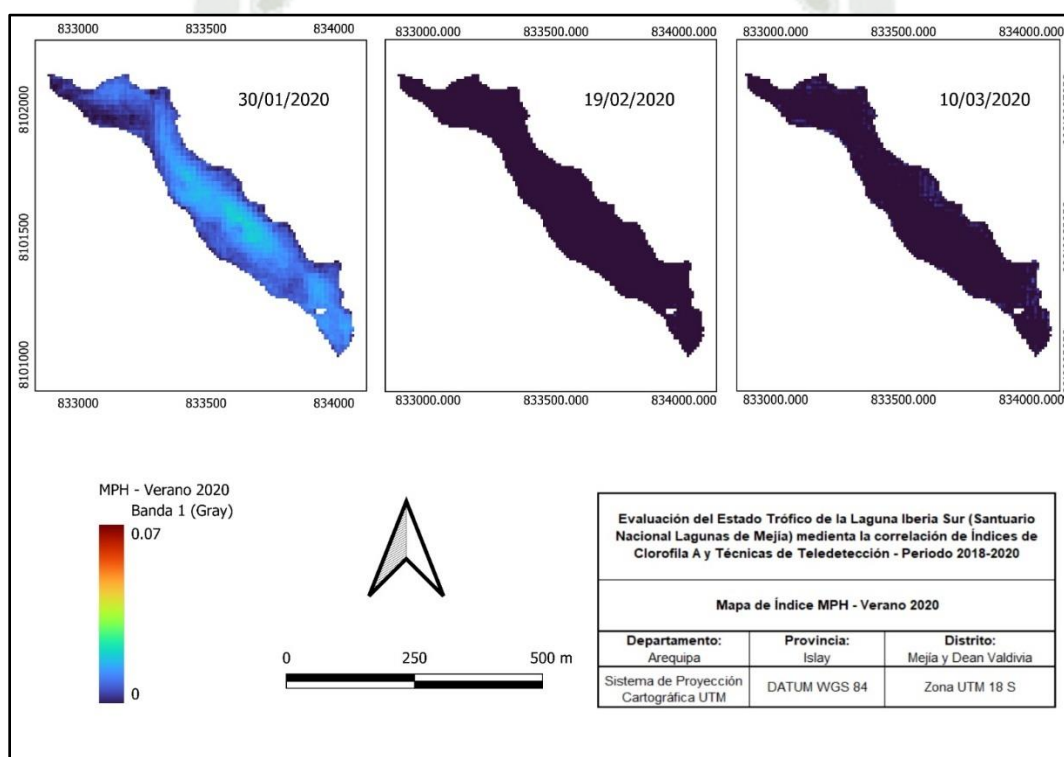 833000 833500 834000
833000.000 833500.000 834000.000
833000.000 833500.000 834000.000
30/01/2020
19/02/2020
10/03/2020
8102000
8101500
8101000
833000 833500 834000
833000.000 833500.000 834000.000
833000.000 833500.000 834000.000
MPH - Verano 2020
Banda 1 (Gray)
0.07
0
0 250 500 m
Evaluación del Estado Trófico de la Laguna Iberia Sur (Santuario
Nacional Lagunas de Mejía) medienta la correlación de Índices de
Clorofila A y Técnicas de Teledetección - Periodo 2018-2020
Mapa de Índice MPH - Verano 2020
Departamento:
Arequipa
Provincia:
Islay
Distrito:
Mejía y Dean Valdivia
Sistema de Proyección
Cartográfica UTM
DATUM WGS 84
Zona UTM 18 S